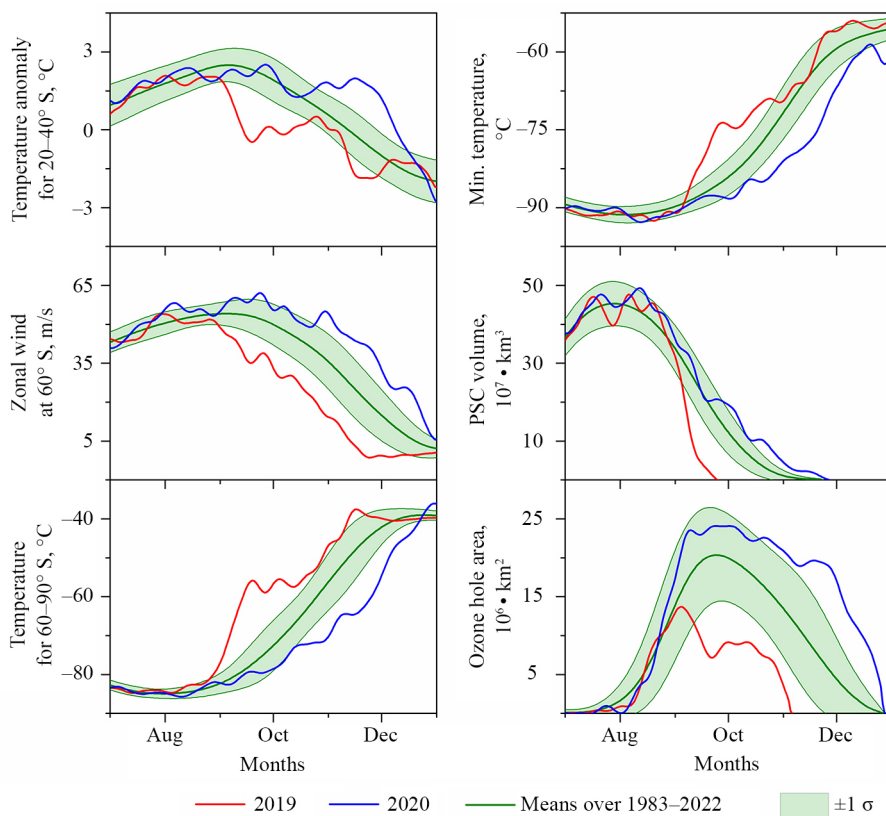 Temperature anomaly
for 20–40° S, °C
3
0
–3
Min. temperature,
°C
–60
–75
–90
Zonal wind
at 60° S, m/s
65
35
5
PSC volume,
10⁷ • km³
50
30
10
Temperature
for 60–90° S, °C
–40
–60
–80
Ozone hole area,
10⁶ • km²
25
15
5
Aug Oct Dec
Months
Aug Oct Dec
Months
2019 2020 Means over 1983–2022 ±1 σ